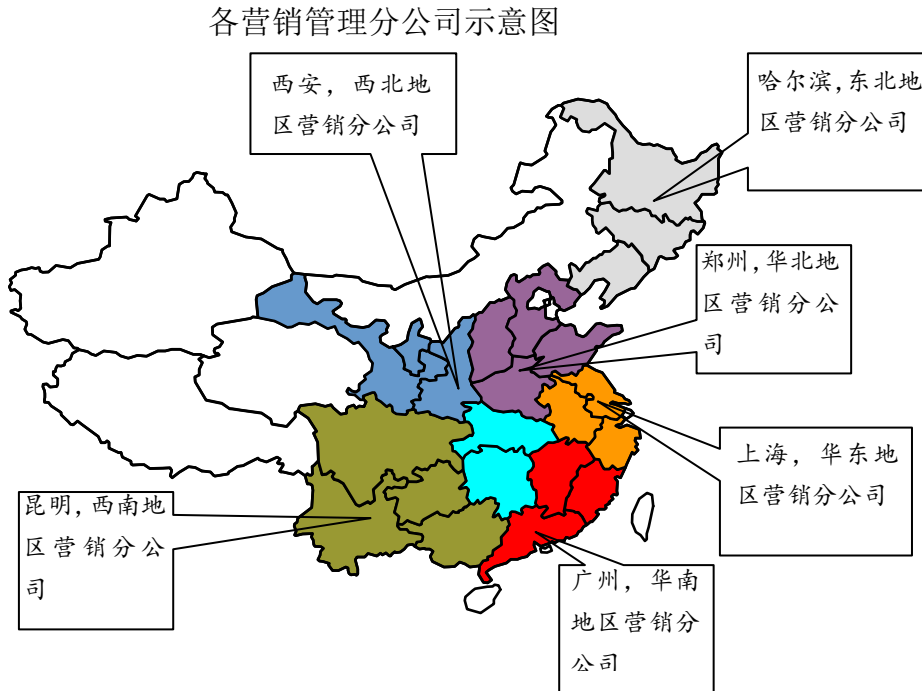 各营销管理分公司示意图
西安，西北地
区营销分公司
哈尔滨,东北地
区营销分公司
郑州,华北地
区营销分公
司
上海，华东地
区营销分公司
昆明,西南地
区营销分公
司
广州，华南
地区营销分
公司